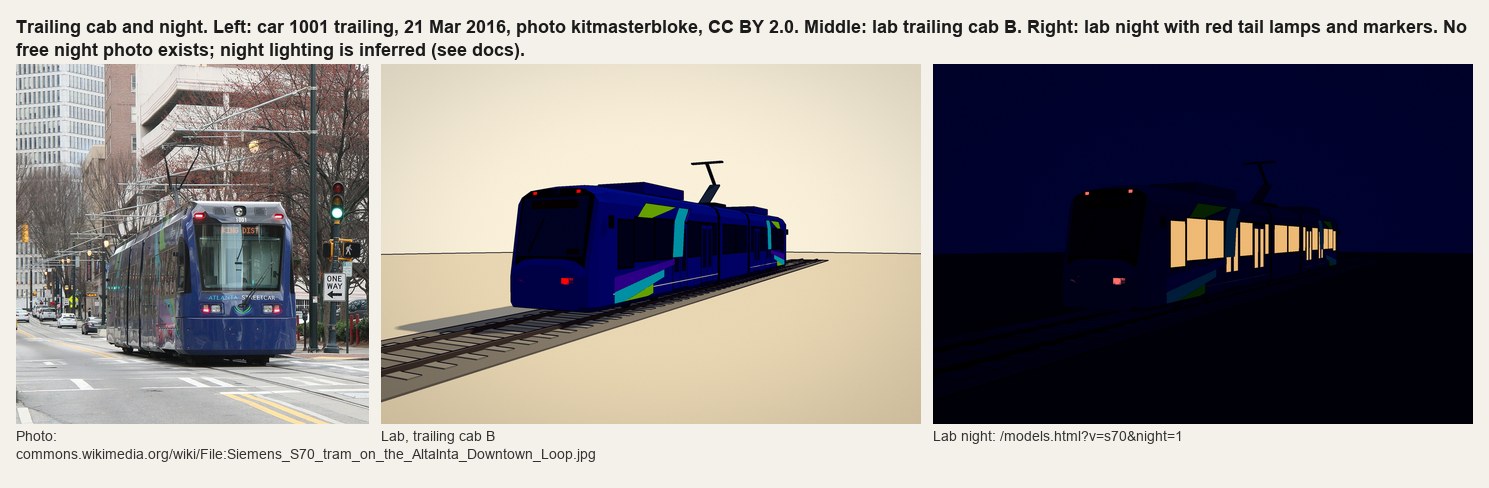 Trailing cab and night. Left: car 1001 trailing, 21 Mar 2016, photo kitmasterbloke, CC BY 2.0. Middle: lab trailing cab B. Right: lab night with red tail lamps and markers. No
free night photo exists; night lighting is inferred (see docs).
1001
ATLANTA STREETCAR
ONE
WAY
Photo:
commons.wikimedia.org/wiki/File:Siemens_S70_tram_on_the_Altalnta_Downtown_Loop.jpg
Lab, trailing cab B
Lab night: /models.html?v=s70&night=1